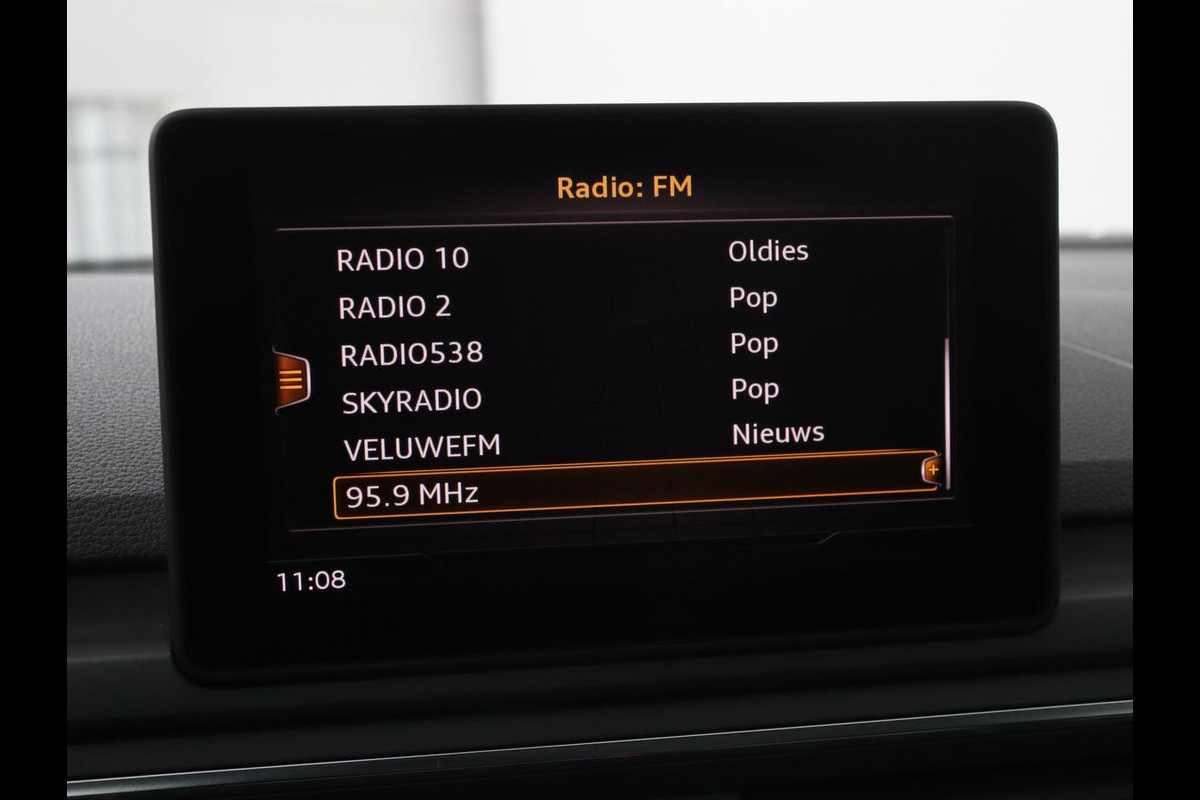 Radio: FM
RADIO 10 Oldies
RADIO 2 Pop
RADIO538 Pop
SKYRADIO Pop
VELUWEFM Nieuws
95.9 MHz
11:08